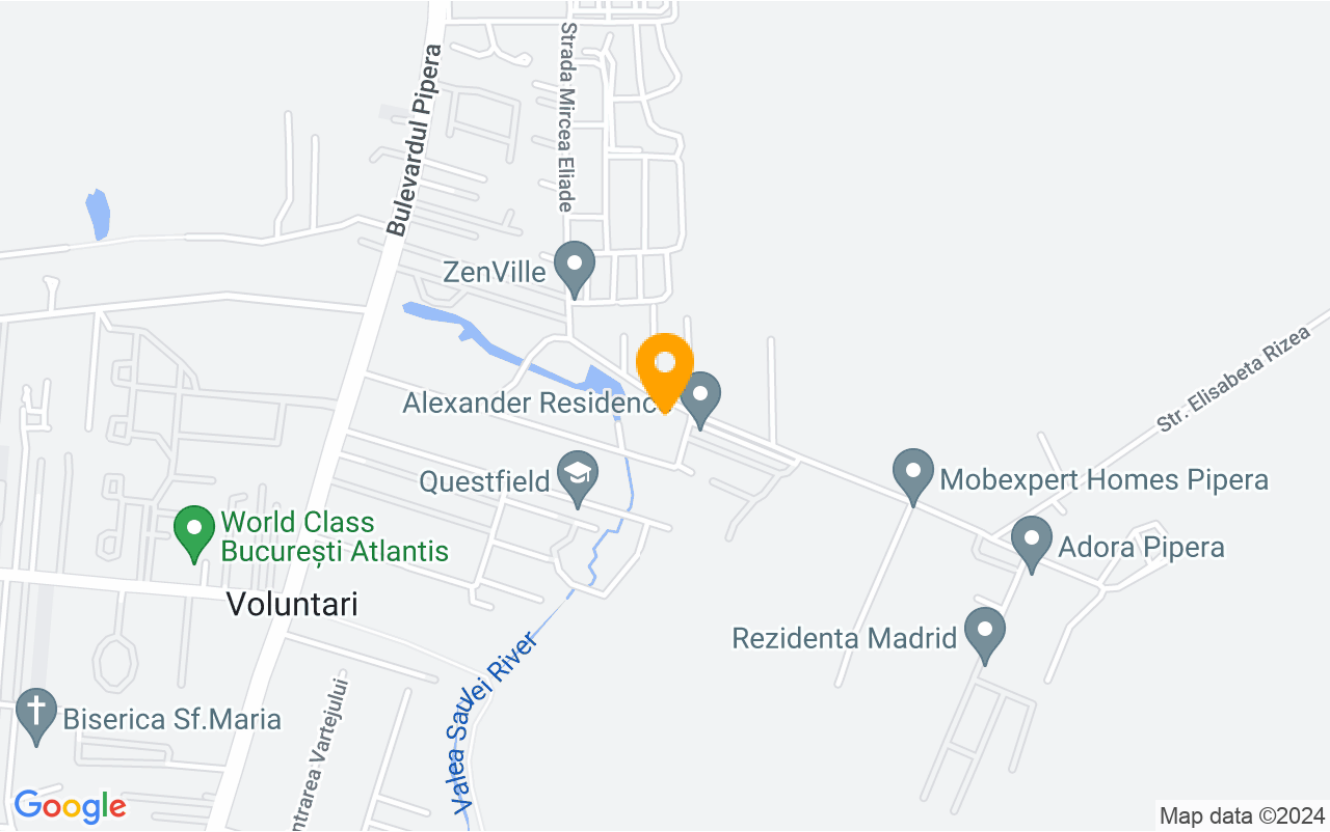 Strada Mircea Eliade
Bulevardul Pipera
ZenVille
Str. Elisabeta Rizea
Alexander Residenc
Questfield
Mobexpert Homes Pipera
World Class
București Atlantis
Adora Pipera
Voluntari
Rezidenta Madrid
Valea Saulei River
Biserica Sf.Maria
ntrarea Vartejului
Google
Map data ©2024